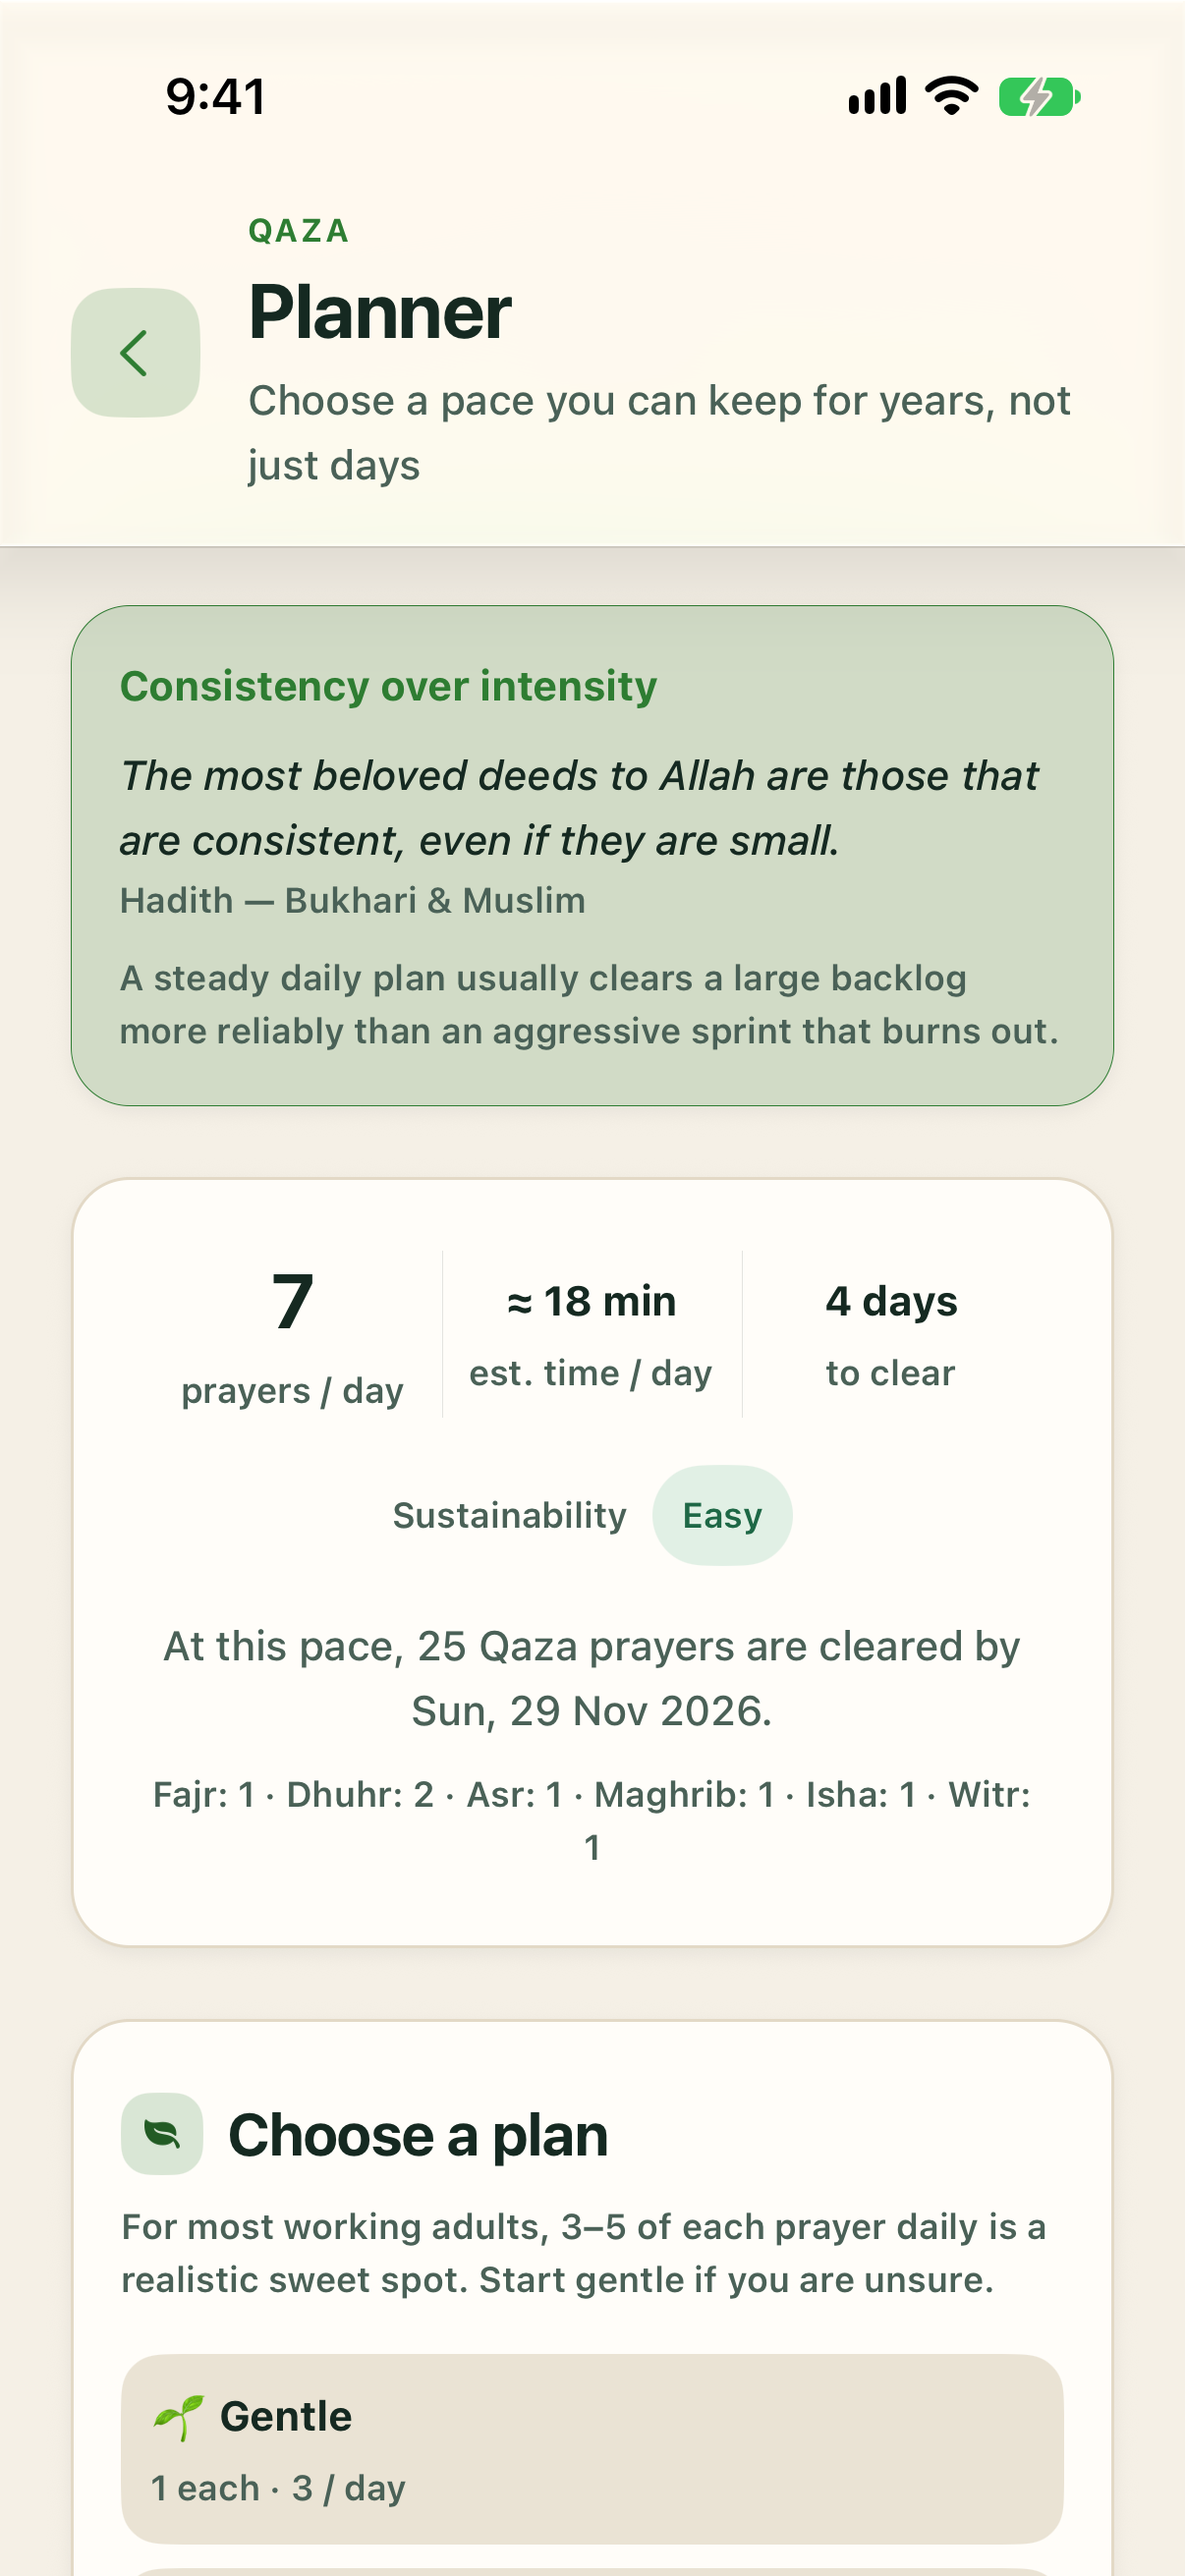 9:41
QAZA
Planner
Choose a pace you can keep for years, not
just days
Consistency over intensity
The most beloved deeds to Allah are those that
are consistent, even if they are small.
Hadith — Bukhari & Muslim
A steady daily plan usually clears a large backlog
more reliably than an aggressive sprint that burns out.
7
prayers / day
≈ 18 min
est. time / day
4 days
to clear
Sustainability Easy
At this pace, 25 Qaza prayers are cleared by
Sun, 29 Nov 2026.
Fajr: 1 · Dhuhr: 2 · Asr: 1 · Maghrib: 1 · Isha: 1 · Witr:
1
Choose a plan
For most working adults, 3–5 of each prayer daily is a
realistic sweet spot. Start gentle if you are unsure.
Gentle
1 each · 3 / day